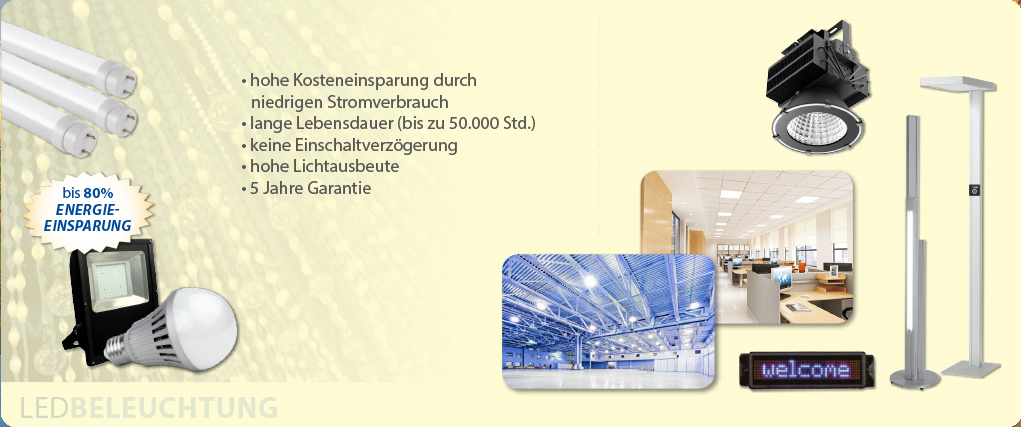 • hohe Kosteneinsparung durch
niedrigen Stromverbrauch
• lange Lebensdauer (bis zu 50.000 Std.)
• keine Einschaltverzögerung
• hohe Lichtausbeute
• 5 Jahre Garantie
bis 80%
ENERGIE-
EINSPARUNG
welcome
LEDBELEUCHTUNG